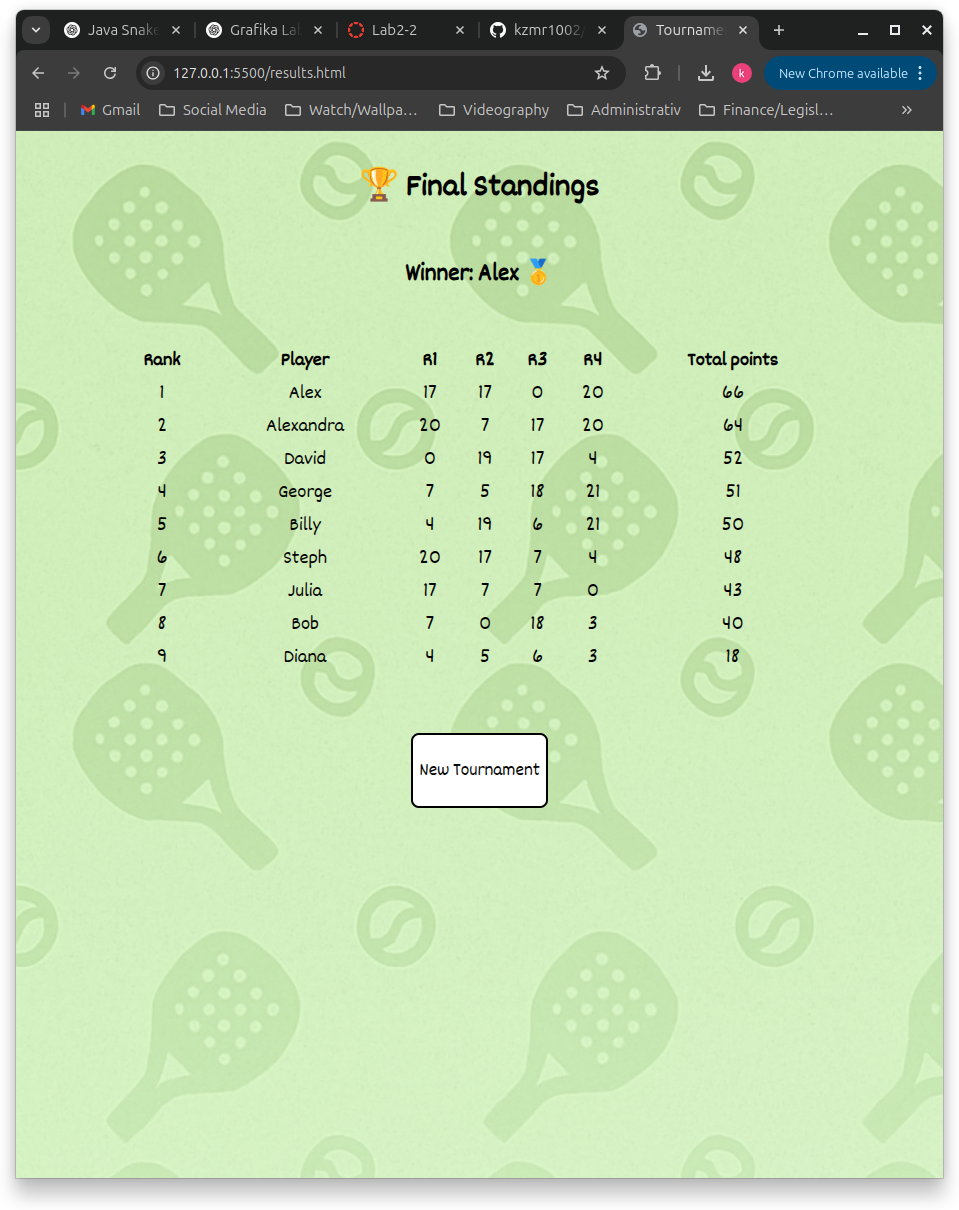 Java Snake
Grafika Lab
Lab2-2
kzmr1002/
Tourname
127.0.0.1:5500/results.html
k
New Chrome available
Gmail
Social Media
Watch/Wallpa…
Videography
Administrativ
Finance/Legisl…
»
🏆 Final Standings
Winner: Alex 🥇
Rank Player R1 R2 R3 R4 Total points
1 Alex 17 17 0 20 66
2 Alexandra 20 7 17 20 64
3 David 0 19 17 4 52
4 George 7 5 18 21 51
5 Billy 4 19 6 21 50
6 Steph 20 17 7 4 48
7 Julia 17 7 7 0 43
8 Bob 7 0 18 3 40
9 Diana 4 5 6 3 18
New Tournament